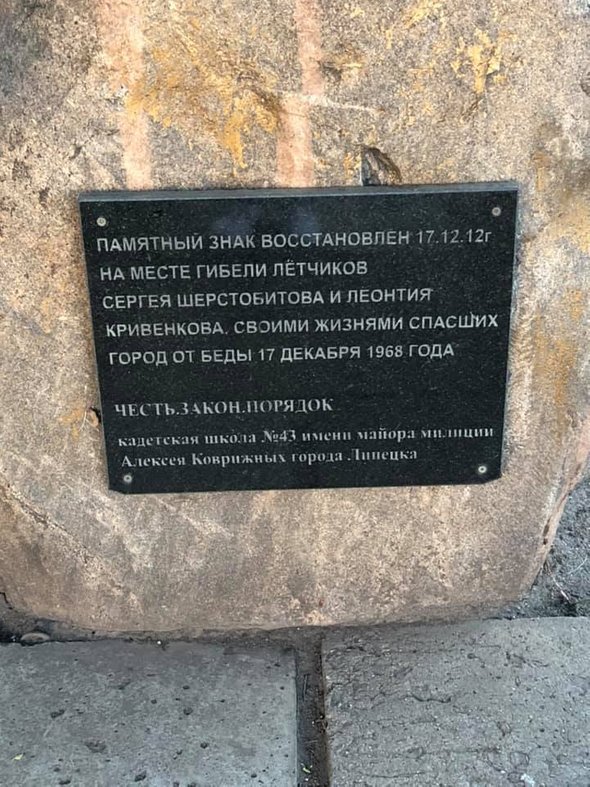 ПАМЯТНЫЙ ЗНАК ВОССТАНОВЛЕН 17.12.12г
НА МЕСТЕ ГИБЕЛИ ЛЁТЧИКОВ
СЕРГЕЯ ШЕРСТОБИТОВА И ЛЕОНТИЯ
КРИВЕНКОВА, СВОИМИ ЖИЗНЯМИ СПАСШИХ
ГОРОД ОТ БЕДЫ 17 ДЕКАБРЯ 1968 ГОДА
ЧЕСТЬ.ЗАКОН.ПОРЯДОК
кадетская школа №43 имени майора милиции
Алексея Коврижных города Липецка